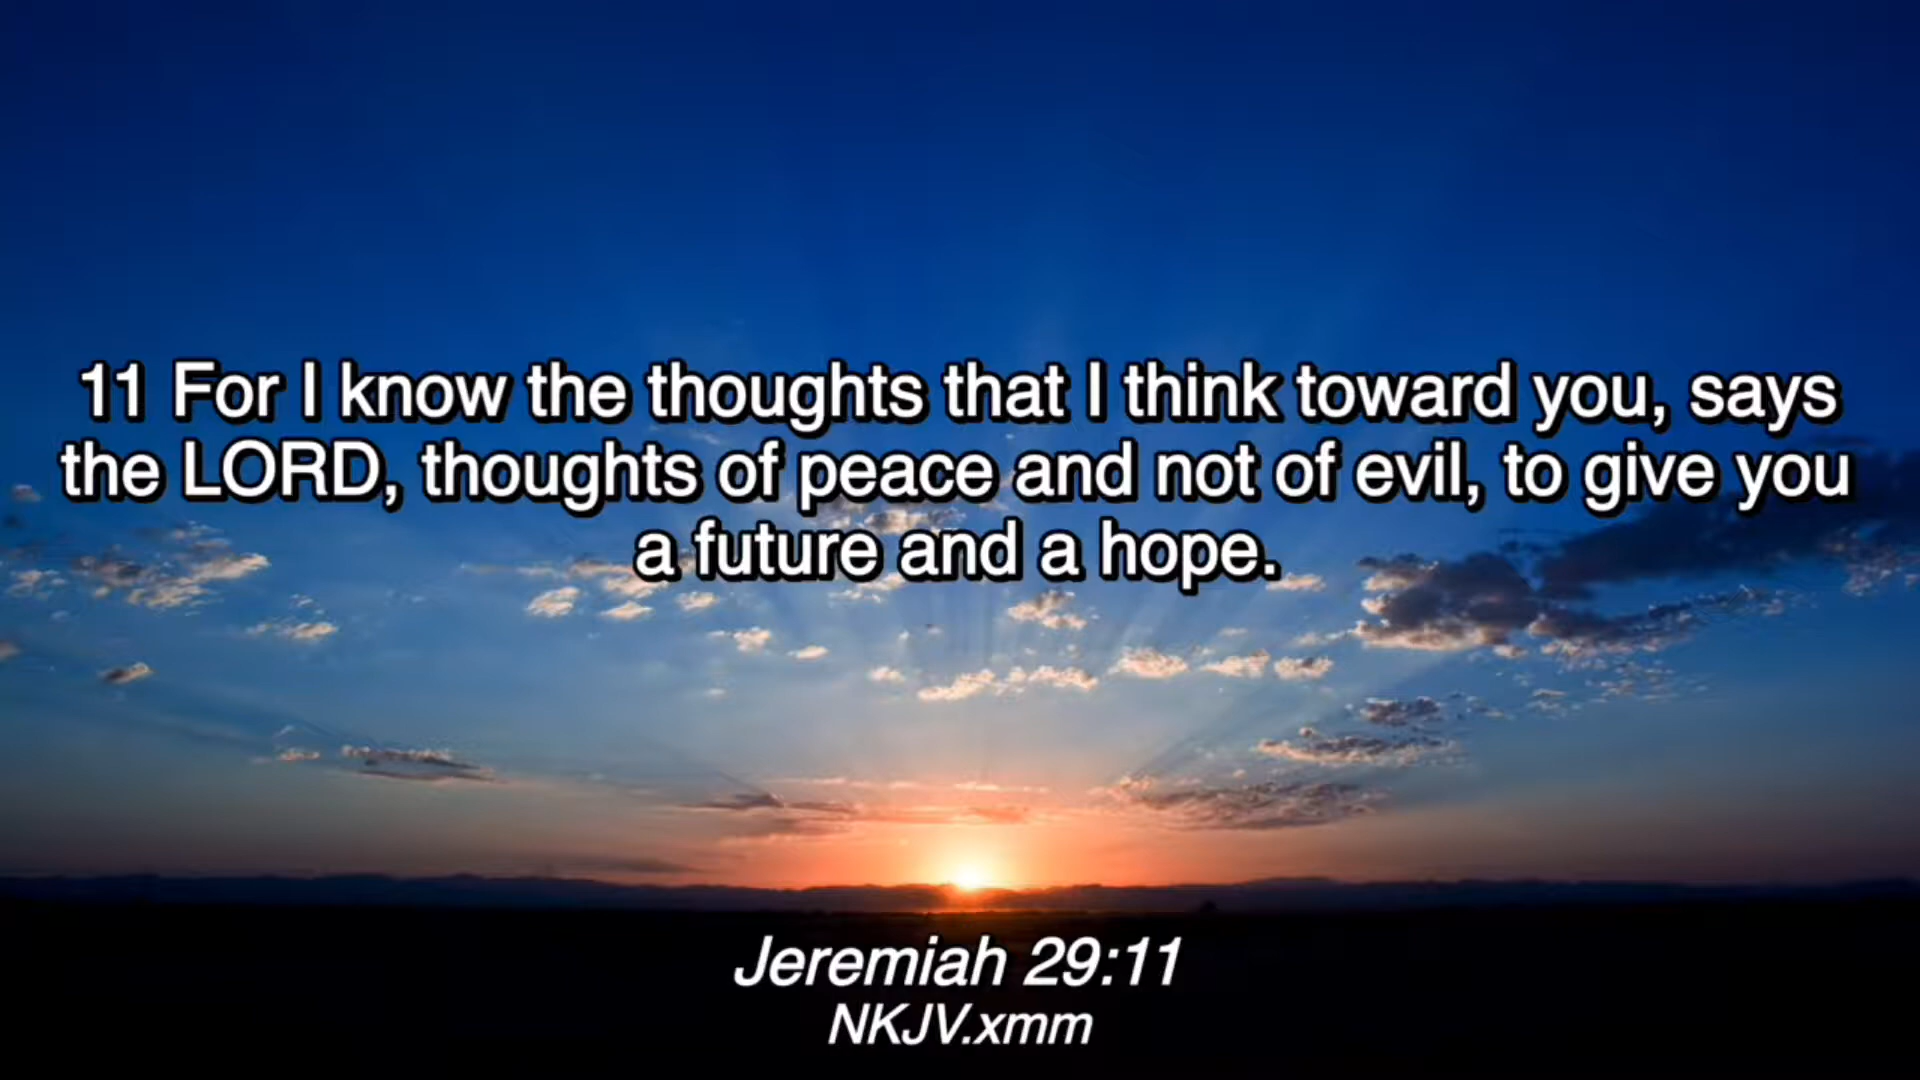 11 For I know the thoughts that I think toward you, says
the LORD, thoughts of peace and not of evil, to give you
a future and a hope.
Jeremiah 29:11
NKJV.xmm